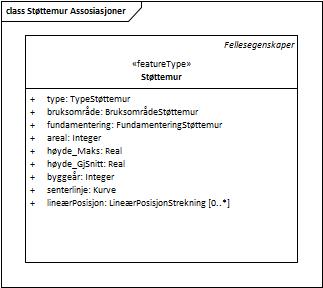 class Støttemur Assosiasjoner
Fellesegenskaper
«featureType»
Støttemur
+ type: TypeStøttemur
+ bruksområde: BruksområdeStøttemur
+ fundamentering: FundamenteringStøttemur
+ areal: Integer
+ høyde_Maks: Real
+ høyde_GjSnitt: Real
+ byggeår: Integer
+ senterlinje: Kurve
+ lineærPosisjon: LineærPosisjonStrekning [0..*]